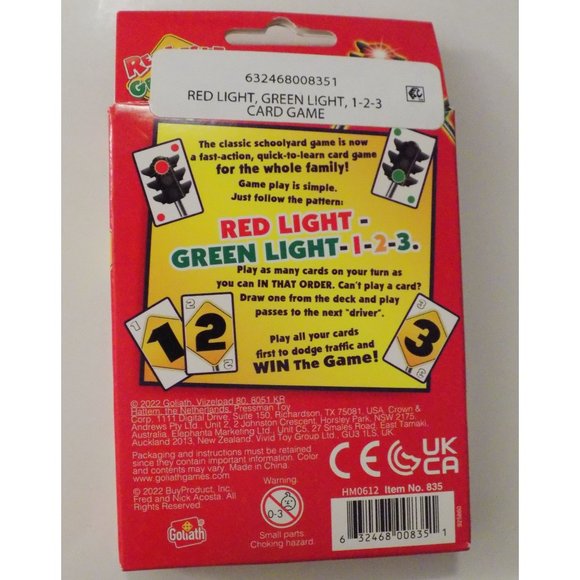 632468008351
RED LIGHT, GREEN LIGHT, 1-2-3
CARD GAME
The classic schoolyard game is now
a fast-action, quick-to-learn card game
for the whole family!
Game play is simple.
Just follow the pattern:
RED LIGHT -
GREEN LIGHT-1-2-3.
Play as many cards on your turn as
you can IN THAT ORDER. Can't play a card?
Draw one from the deck and play
passes to the next "driver".
1
1
2
2
2
3
3
Play all your cards
first to dodge traffic and
WIN The Game!
© 2022 Goliath, Vijzelpad 80, 8051 KR
Hattem, the Netherlands. Pressman Toy
Corp. 1111 Digital Drive, Suite 150, Richardson, TX 75081, USA. Crown &
Andrews Pty Ltd . Unit 2, 2 Johnston Crescent, Horsley Park, NSW 2175,
Australia. Elephanta Marketing Ltd . Unit C5, 27 Smales Road, East Tamaki,
Auckland 2013, New Zealand. Vivid Toy Group Ltd., GU3 1LS, UK
Packaging and instructions must be retained
since they contain important information. Color
and contents may vary. Made in China.
www.goliathgames.com
© 2022 BuyProduct, Inc
Fred and Nick Acosta.
All rights reserved.
Goliath
Warning:
0-3
Small parts.
Choking hazard.
CE
UK
CA
HM0612 Item No. 835
6 32468 00835 1